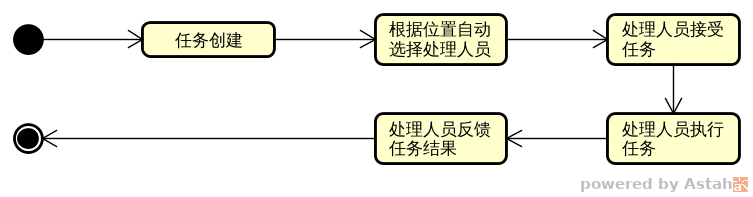 任务创建
根据位置自动
选择处理人员
处理人员接受
任务
处理人员执行
任务
处理人员反馈
任务结果
powered by Astah